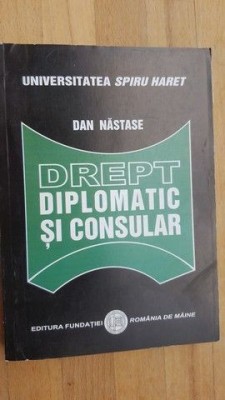 UNIVERSITATEA SPIRU HARET
DAN NĂSTASE
DREPT
DIPLOMATIC
ȘI CONSULAR
EDITURA FUNDAȚIEI ROMÂNIA DE MÂINE